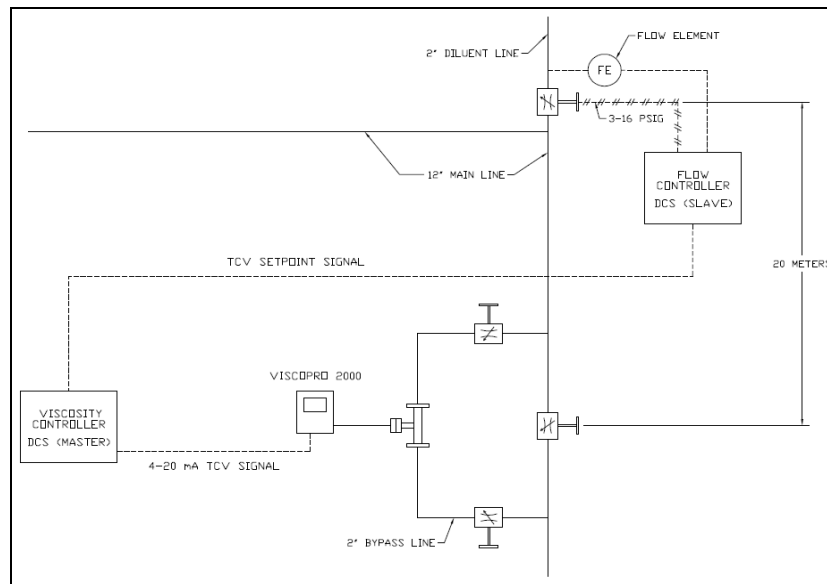 2" DILUENT LINE
FLOW ELEMENT
FE
3-16 PSIG
12" MAIN LINE
FLOW
CONTROLLER
DCS (SLAVE)
TCV SETPOINT SIGNAL
20 METERS
VISCOPRO 2000
VISCOSITY
CONTROLLER
DCS (MASTER)
4-20 mA TCV SIGNAL
2" BYPASS LINE